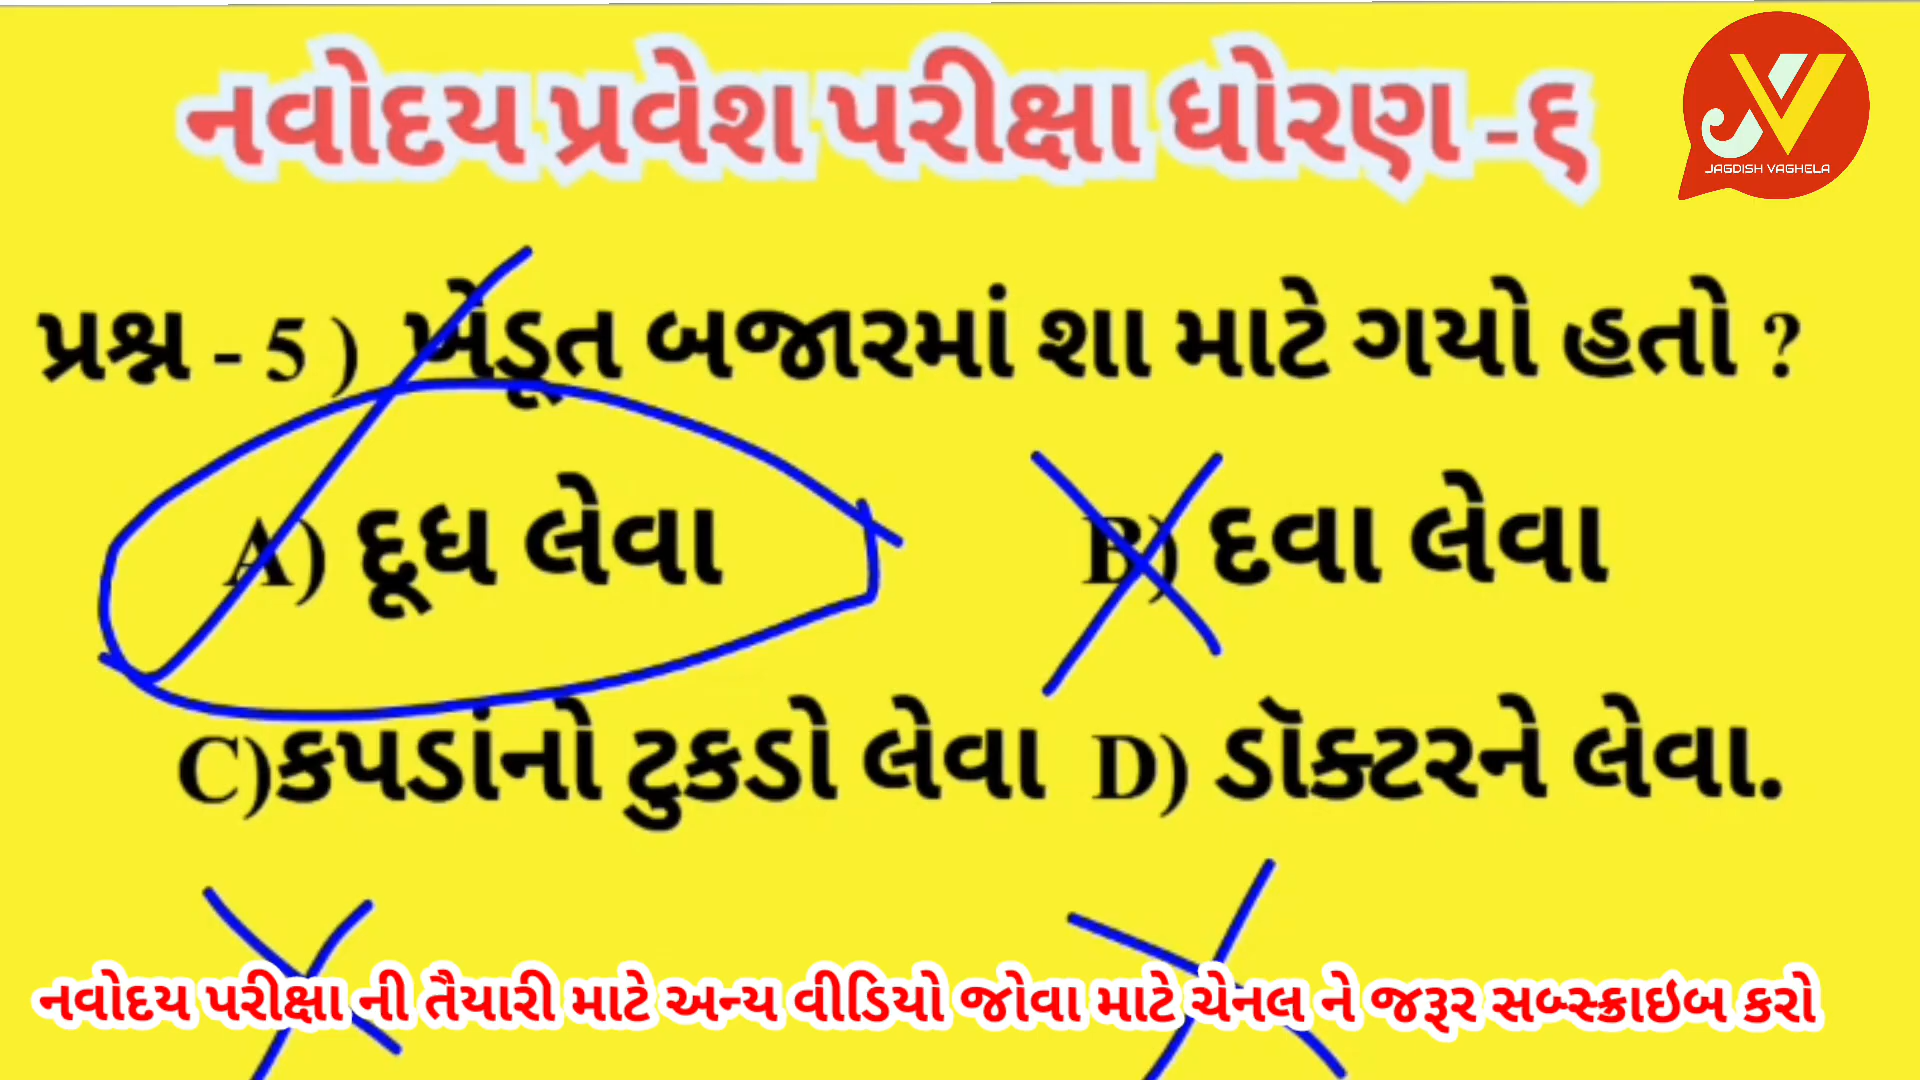 નવોદય પ્રવેશ પરીક્ષા ધોરણ -૬
JAGDISH VAGHELA
પ્રશ્ન - 5 ) ખેડૂત બજારમાં શા માટે ગયો હતો ?
A) દૂધ લેવા B) દવા લેવા
C)કપડાંનો ટુકડો લેવા D) ડૉક્ટરને લેવા.
નવોદય પરીક્ષા ની તૈયારી માટે અન્ય વીડિયો જોવા માટે ચેનલ ને જરૂર સબ્સ્ક્રાઇબ કરો